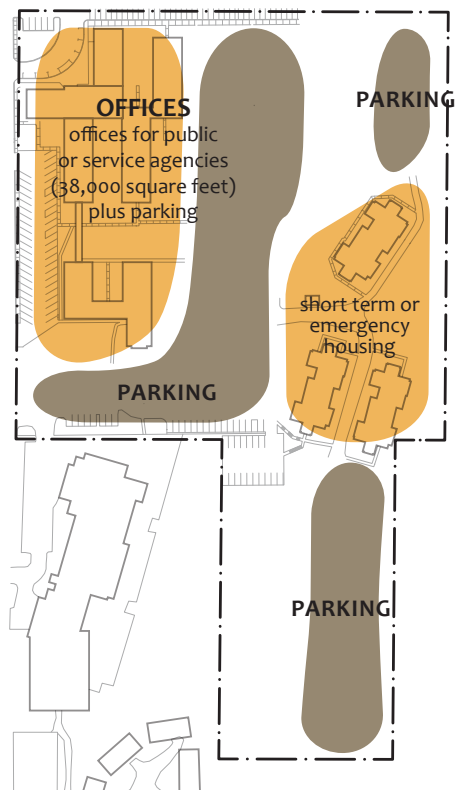 PARKING
OFFICES
offices for public
or service agencies
(38,000 square feet)
plus parking
short term or
emergency
housing
PARKING
PARKING